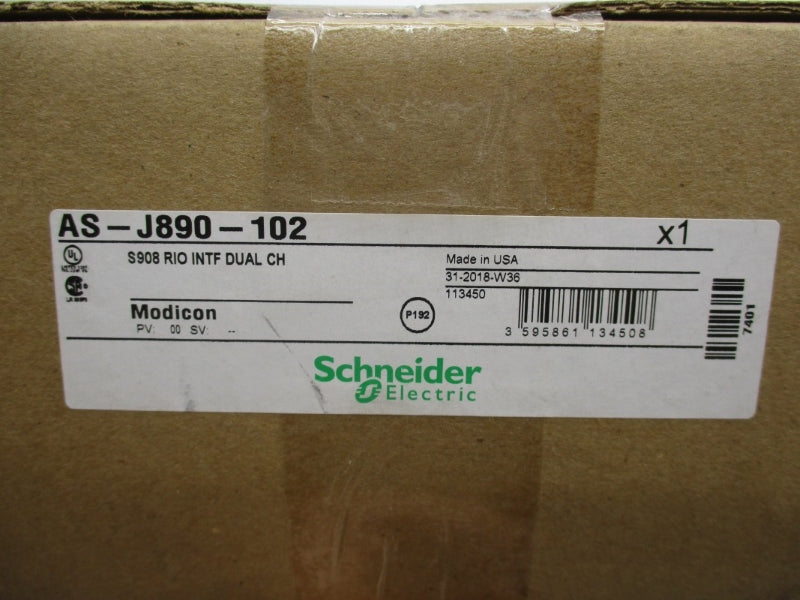 AS-J890-102
x1
UL
S908 RIO INTF DUAL CH
Made in USA
31-2018-W36
113450
Modicon
PV: 00 SV: --
P192
3 595861 134508
7401
Schneider
Electric